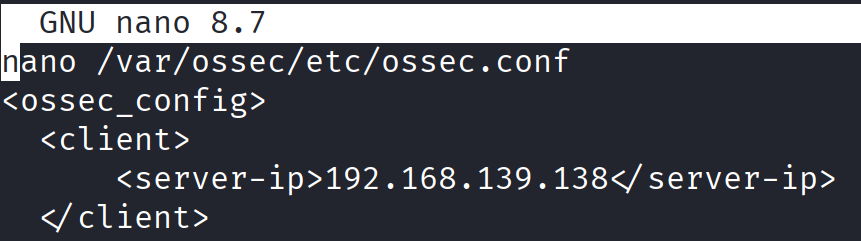 GNU nano 8.7
nano /var/ossec/etc/ossec.conf
<ossec_config>
  <client>
      <server-ip>192.168.139.138</server-ip>
  </client>